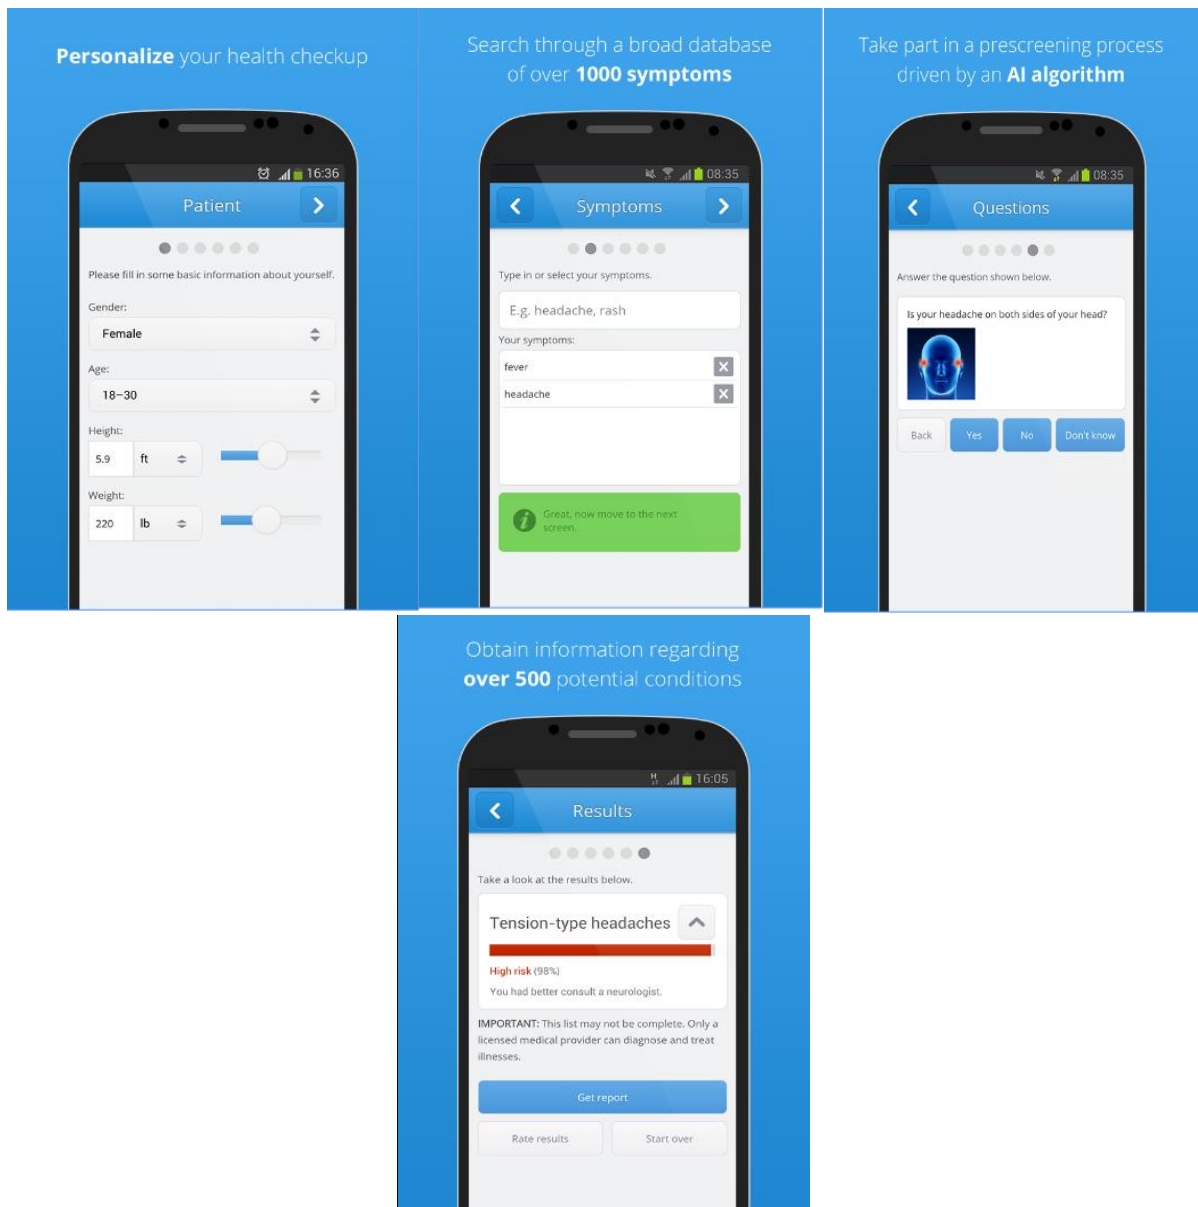 Personalize your health checkup
16:36
Patient
Please fill in some basic information about yourself.
Gender:
Female
Age:
18–30
Height:
5.9 ft
Weight:
220 lb
Search through a broad database
of over 1000 symptoms
08:35
Symptoms
Type in or select your symptoms.
E.g. headache, rash
Your symptoms:
fever
headache
Great, now move to the next
screen.
Take part in a prescreening process
driven by an AI algorithm
08:35
Questions
Answer the question shown below.
Is your headache on both sides of your head?
Back Yes No Don't know
Obtain information regarding
over 500 potential conditions
H 16:05
Results
Take a look at the results below.
Tension-type headaches
High risk (98%)
You had better consult a neurologist.
IMPORTANT: This list may not be complete. Only a
licensed medical provider can diagnose and treat
illnesses.
Get report
Rate results Start over